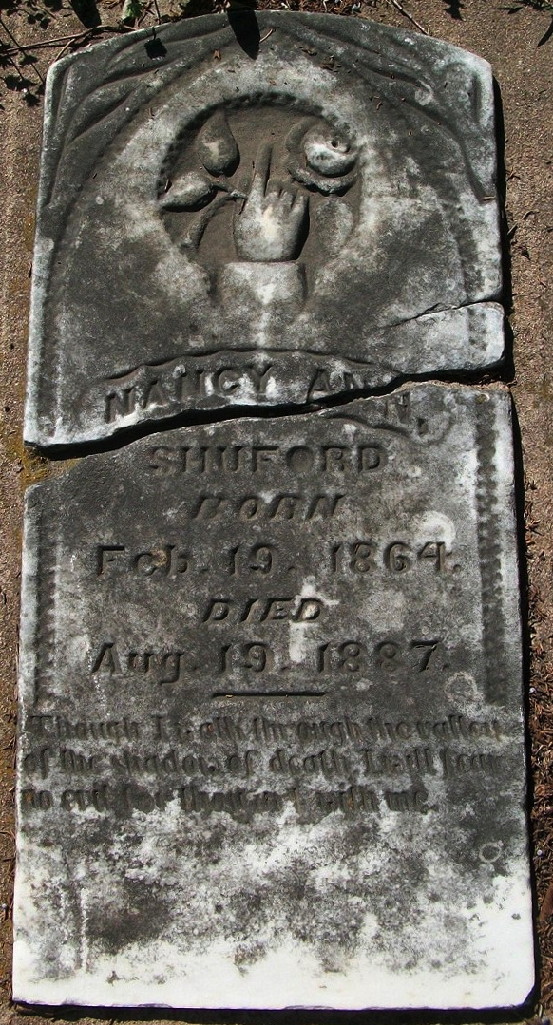 NANCY ANN,
SHUFORD
BORN
Feb. 19. 1864.
DIED
Aug. 19. 1887.
Though I walk through the valley
of the shadow of death I will fear
no evil for thou art with me.